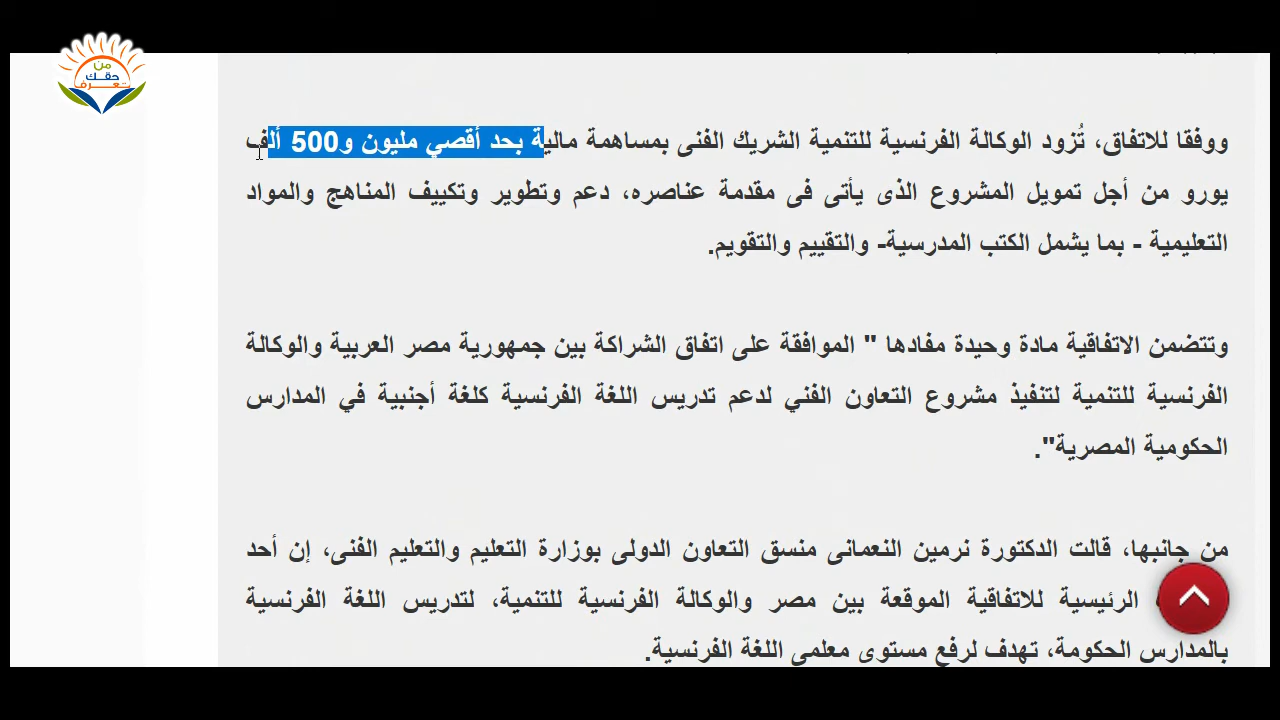 من
حقك
تعرف
ووفقا للاتفاق، تُزود الوكالة الفرنسية للتنمية الشريك الفنى بمساهمة مالية بحد أقصي مليون و500 ألف
يورو من أجل تمويل المشروع الذى يأتى فى مقدمة عناصره، دعم وتطوير وتكييف المناهج والمواد
التعليمية - بما يشمل الكتب المدرسية- والتقييم والتقويم.
وتتضمن الاتفاقية مادة وحيدة مفادها " الموافقة على اتفاق الشراكة بين جمهورية مصر العربية والوكالة
الفرنسية للتنمية لتنفيذ مشروع التعاون الفني لدعم تدريس اللغة الفرنسية كلغة أجنبية في المدارس
الحكومية المصرية".
من جانبها، قالت الدكتورة نرمين النعمانى منسق التعاون الدولى بوزارة التعليم والتعليم الفنى، إن أحد
الرئيسية للاتفاقية الموقعة بين مصر والوكالة الفرنسية للتنمية، لتدريس اللغة الفرنسية
بالمدارس الحكومة، تهدف لرفع مستوى معلمى اللغة الفرنسية.